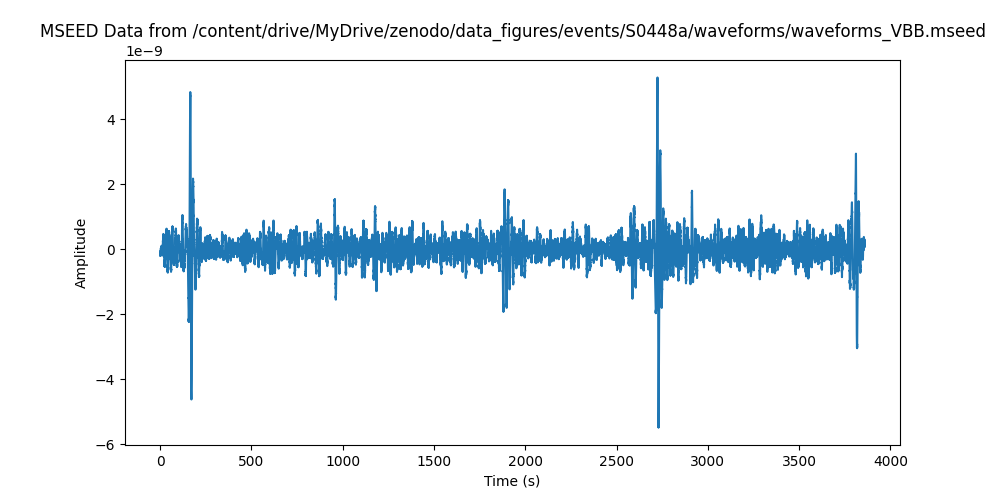 MSEED Data from /content/drive/MyDrive/zenodo/data_figures/events/S0448a/waveforms/waveforms_VBB.mseed
1e−9
4
2
0
−2
−4
−6
Amplitude
0 500 1000 1500 2000 2500 3000 3500 4000
Time (s)